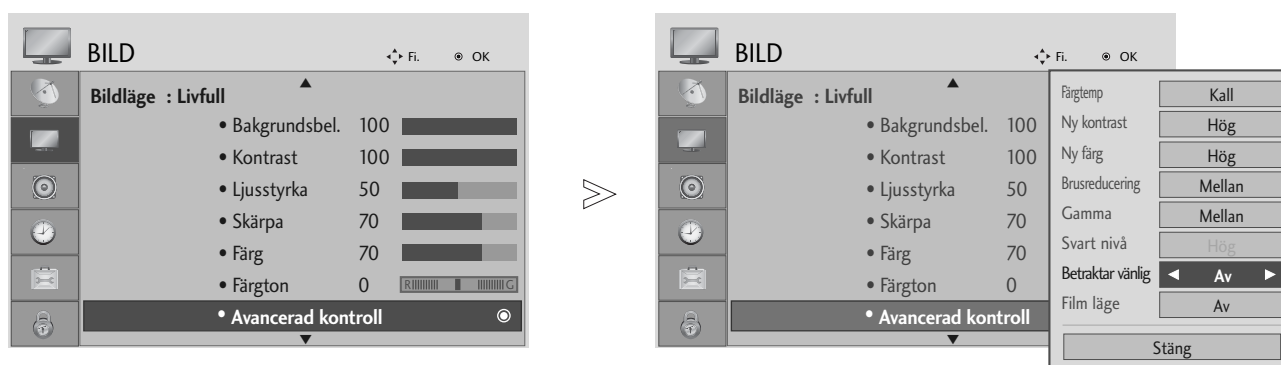 BILD
Fi. OK
Bildläge : Livfull
• Bakgrundsbel. 100
• Kontrast 100
• Ljusstyrka 50
• Skärpa 70
• Färg 70
• Färgton 0 R G
• Avancerad kontroll
BILD
Fi. OK
Bildläge : Livfull
• Bakgrundsbel. 100
• Kontrast 100
• Ljusstyrka 50
• Skärpa 70
• Färg 70
• Färgton 0
• Avancerad kontroll
Färgtemp Kall
Ny kontrast Hög
Ny färg Hög
Brusreducering Mellan
Gamma Mellan
Svart nivå Hög
Betraktar vänlig Av
Film läge Av
Stäng